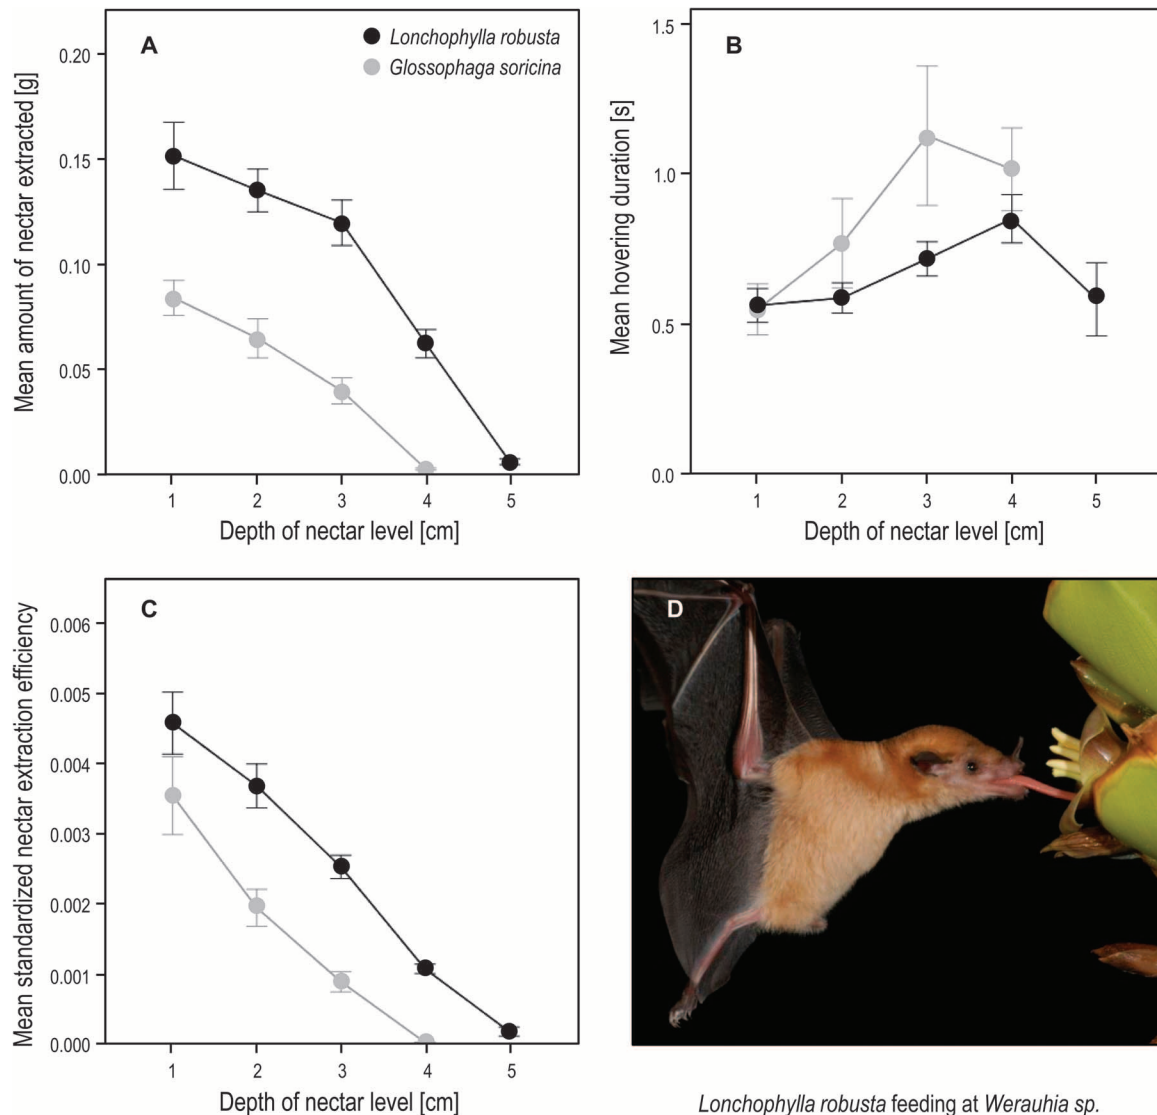 A
Lonchophylla robusta
Glossophaga soricina
Mean amount of nectar extracted [g]
0.20
0.15
0.10
0.05
0.00
1 2 3 4 5
Depth of nectar level [cm]
B
Mean hovering duration [s]
1.5
1.0
0.5
0.0
1 2 3 4 5
Depth of nectar level [cm]
C
Mean standardized nectar extraction efficiency
0.006
0.005
0.004
0.003
0.002
0.001
0.000
1 2 3 4 5
Depth of nectar level [cm]
D
Lonchophylla robusta feeding at Werauhia sp.